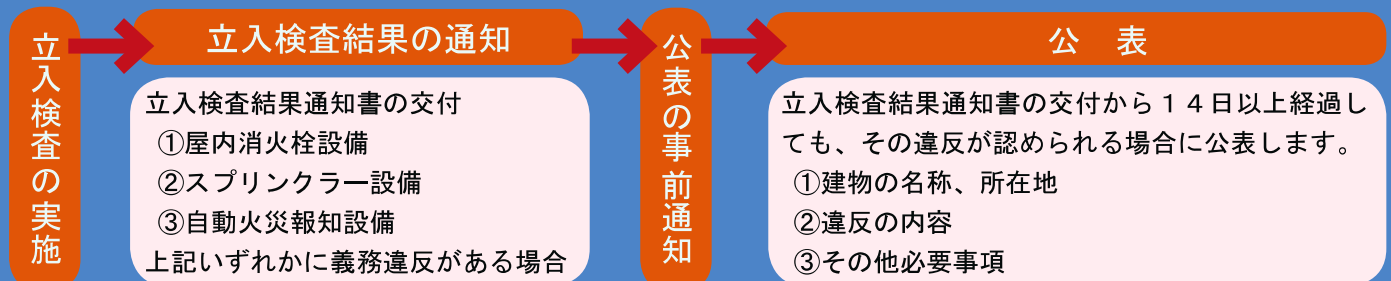 立入検査の実施
立入検査結果の通知
立入検査結果通知書の交付
①屋内消火栓設備
②スプリンクラー設備
③自動火災報知設備
上記いずれかに義務違反がある場合
公表の事前通知
公　表
立入検査結果通知書の交付から１４日以上経過し
ても、その違反が認められる場合に公表します。
①建物の名称、所在地
②違反の内容
③その他必要事項